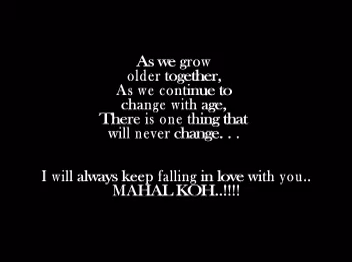 As we grow
older together,
As we continue to
change with age,
There is one thing that
will never change. . .
I will always keep falling in love with you..
MAHAL KOH..!!!!